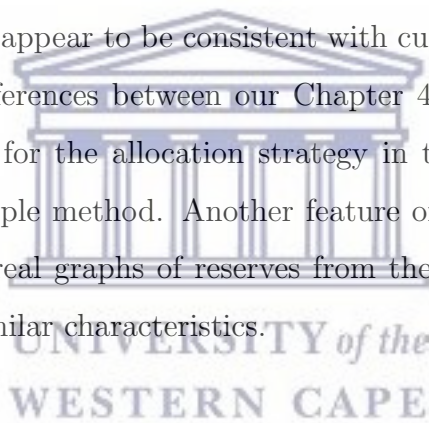 appear to be consistent with cu
ferences between our Chapter 4
for the allocation strategy in t
ple method. Another feature o
real graphs of reserves from the
nilar characteristics.
UNIVERSITY of the
WESTERN CAPE